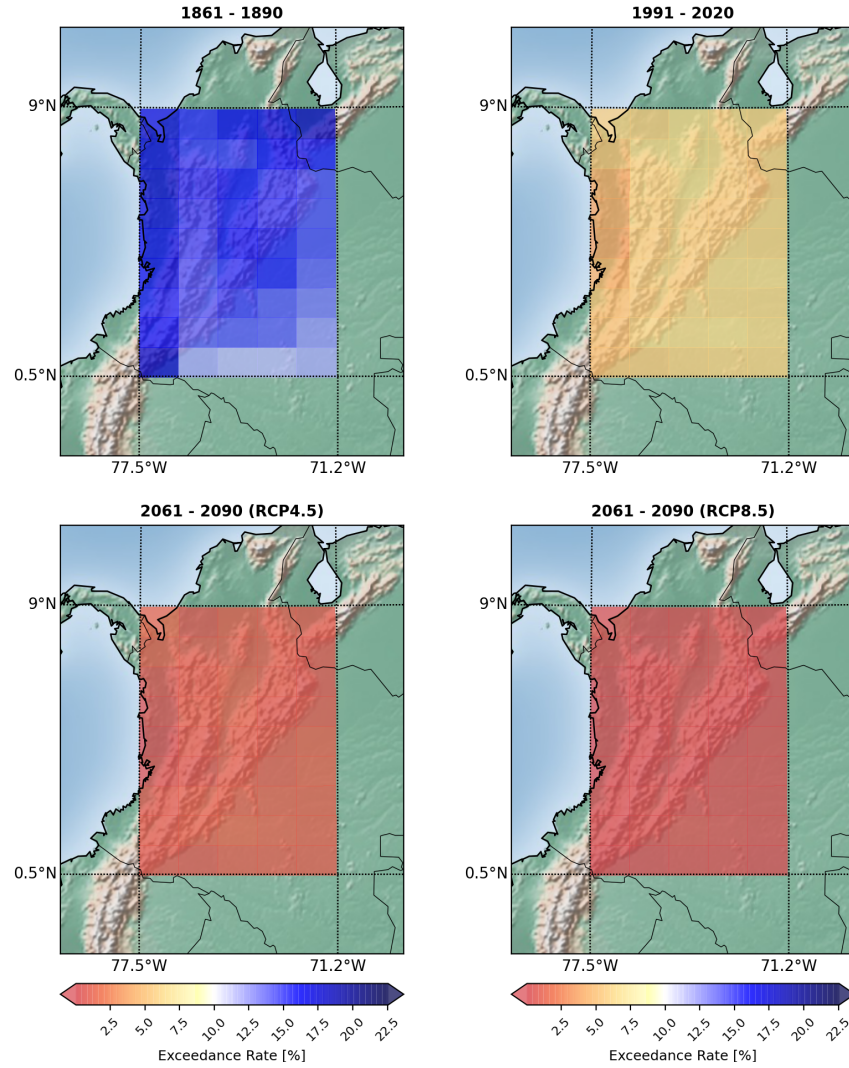 1861 - 1890
1991 - 2020
9°N
9°N
0.5°N
0.5°N
77.5°W
71.2°W
77.5°W
71.2°W
2061 - 2090 (RCP4.5)
2061 - 2090 (RCP8.5)
9°N
9°N
0.5°N
0.5°N
77.5°W
71.2°W
77.5°W
71.2°W
2.5 5.0 7.5 10.0 12.5 15.0 17.5 20.0 22.5
2.5 5.0 7.5 10.0 12.5 15.0 17.5 20.0 22.5
Exceedance Rate [%]
Exceedance Rate [%]